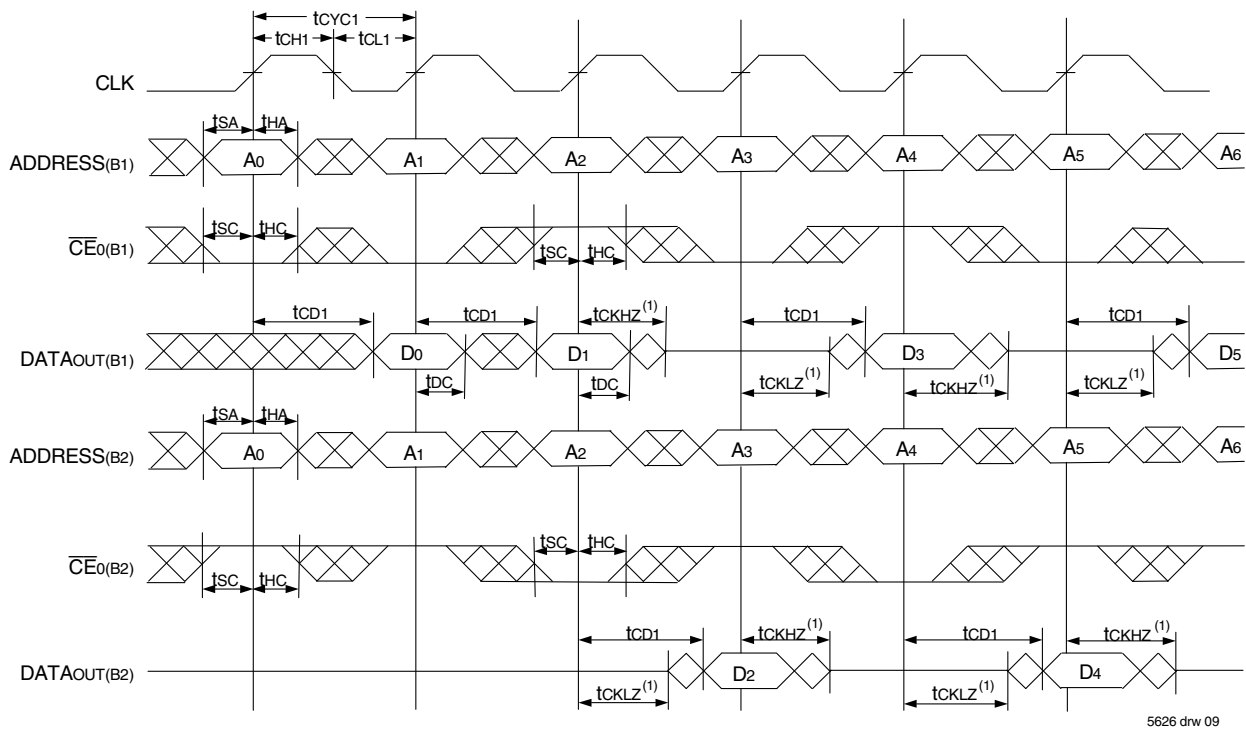 tCYC1
tCH1 tCL1
CLK
tSA tHA
ADDRESS(B1) A0 A1 A2 A3 A4 A5 A6
tSC tHC
CE0(B1)
tSC tHC
tCD1 tCD1 tCKHZ(1) tCD1 tCD1
DATAOUT(B1) D0 D1 D3 D5
tDC tDC tCKLZ(1) tCKHZ(1) tCKLZ(1)
tSA tHA
ADDRESS(B2) A0 A1 A2 A3 A4 A5 A6
tSC tHC
CE0(B2)
tSC tHC
tCD1 tCKHZ(1) tCD1 tCKHZ(1)
DATAOUT(B2) D2 D4
tCKLZ(1) tCKLZ(1)
5626 drw 09